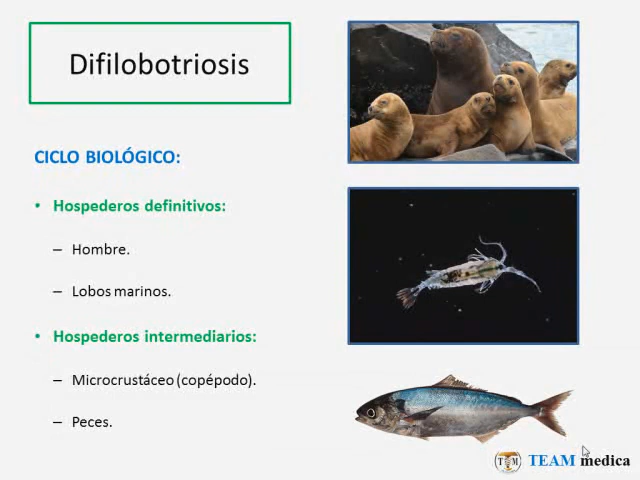 Difilobotriosis
CICLO BIOLÓGICO:
• Hospederos definitivos:
– Hombre.
– Lobos marinos.
• Hospederos intermediarios:
– Microcrustáceo (copépodo).
– Peces.
TEAM medica